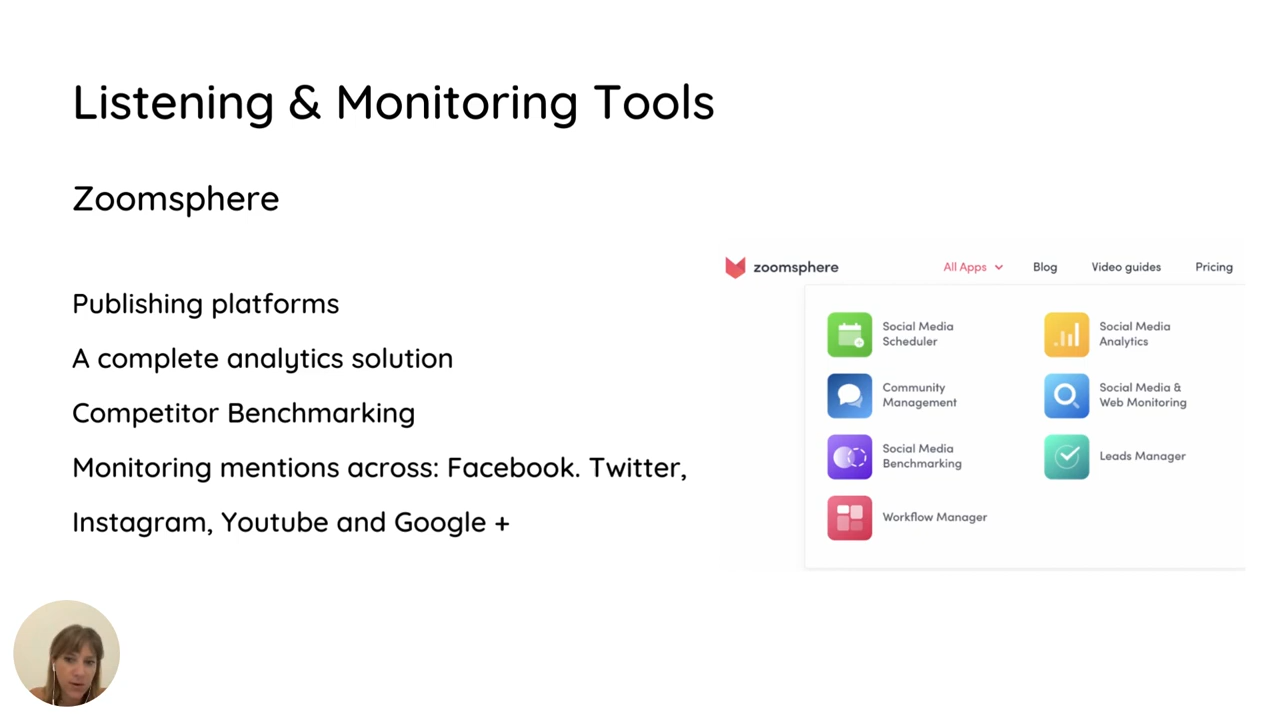 Listening & Monitoring Tools
Zoomsphere
Publishing platforms
A complete analytics solution
Competitor Benchmarking
Monitoring mentions across: Facebook. Twitter,
Instagram, Youtube and Google +
zoomsphere
All Apps
Blog
Video guides
Pricing
Social Media
Scheduler
Social Media
Analytics
Community
Management
Social Media &
Web Monitoring
Social Media
Benchmarking
Leads Manager
Workflow Manager